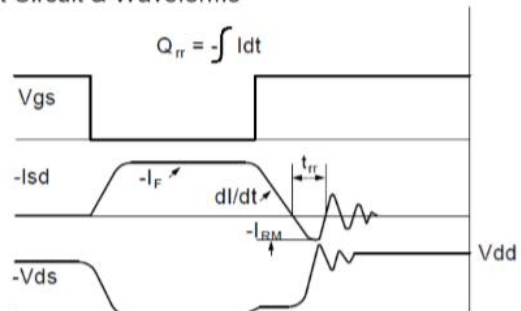 t Circuit & Waveforms
Qrr = -∫ Idt
Vgs
trr
-Isd
-IF
dI/dt
-IRM
Vdd
-Vds